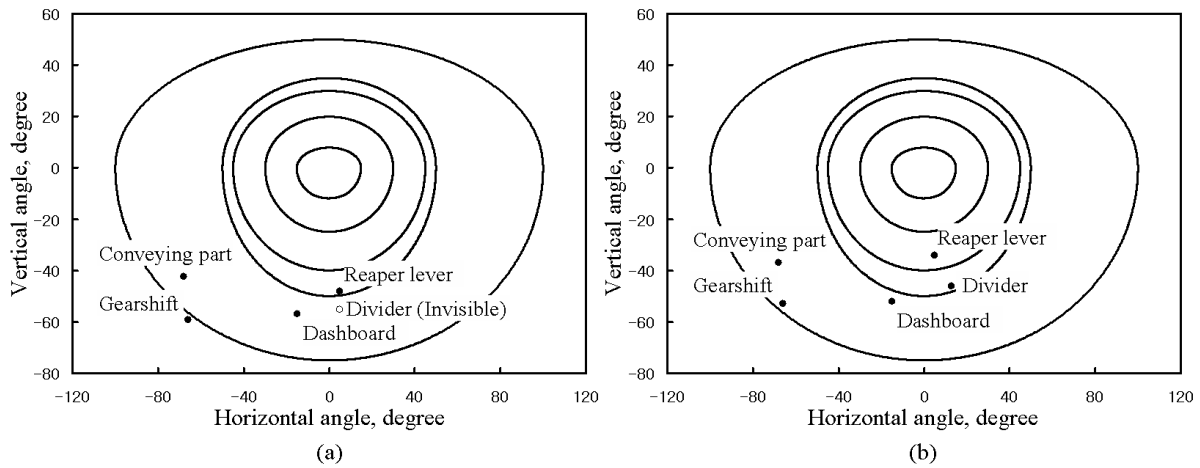 60
40
20
0
-20
-40
-60
-80
-120
-80
-40
0
40
80
120
Vertical angle, degree
Horizontal angle, degree
Conveying part
Gearshift
Reaper lever
Divider (Invisible)
Dashboard
(a)
60
40
20
0
-20
-40
-60
-80
-120
-80
-40
0
40
80
120
Vertical angle, degree
Horizontal angle, degree
Conveying part
Gearshift
Reaper lever
Divider
Dashboard
(b)